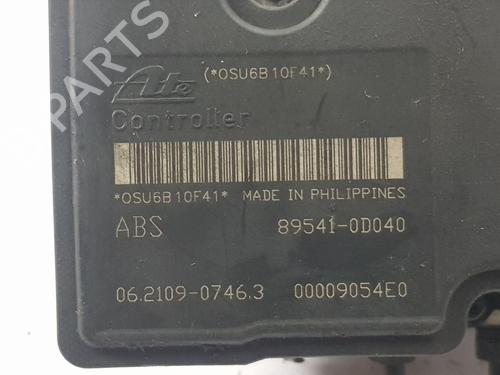 (*OSU6B10F41*)
Ate
Controller
*OSU6B10F41* MADE IN PHILIPPINES
ABS 89541-0D040
06.2109-0746.3 00009054E0
B-PARTS